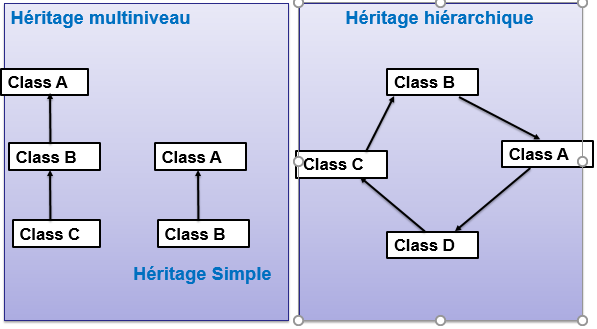 Héritage multiniveau
Class A
Class B
Class C
Class A
Class B
Héritage Simple
Héritage hiérarchique
Class B
Class A
Class C
Class D